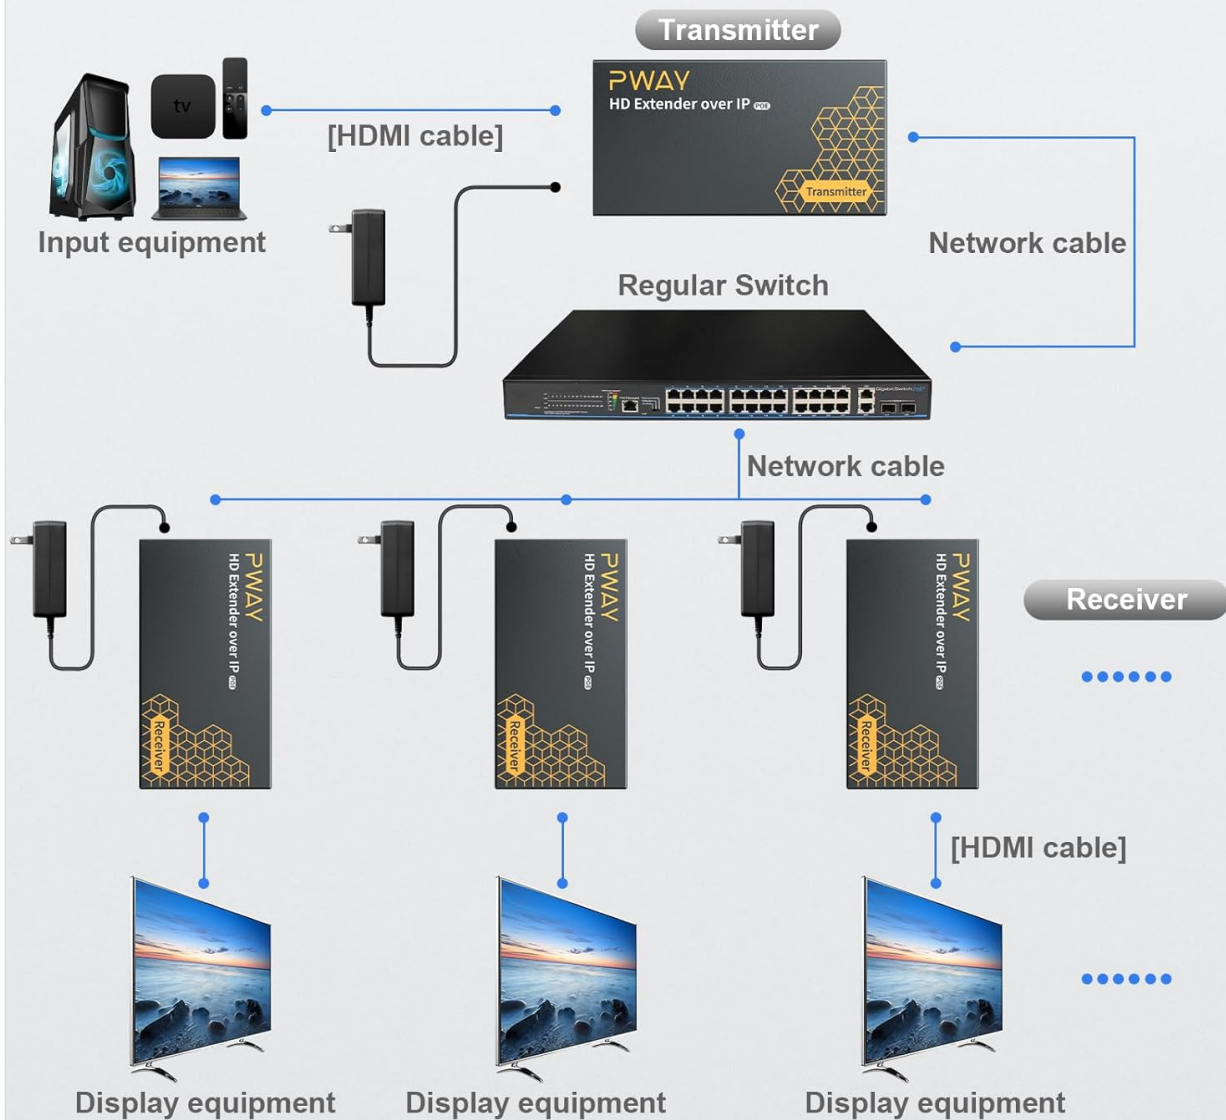 Transmitter
PWAY
HD Extender over IP POE
Transmitter
tv
[HDMI cable]
Input equipment
Network cable
Regular Switch
Network cable
PWAY
HD Extender over IP POE
Receiver
PWAY
HD Extender over IP POE
Receiver
PWAY
HD Extender over IP POE
Receiver
Receiver
[HDMI cable]
Display equipment
Display equipment
Display equipment